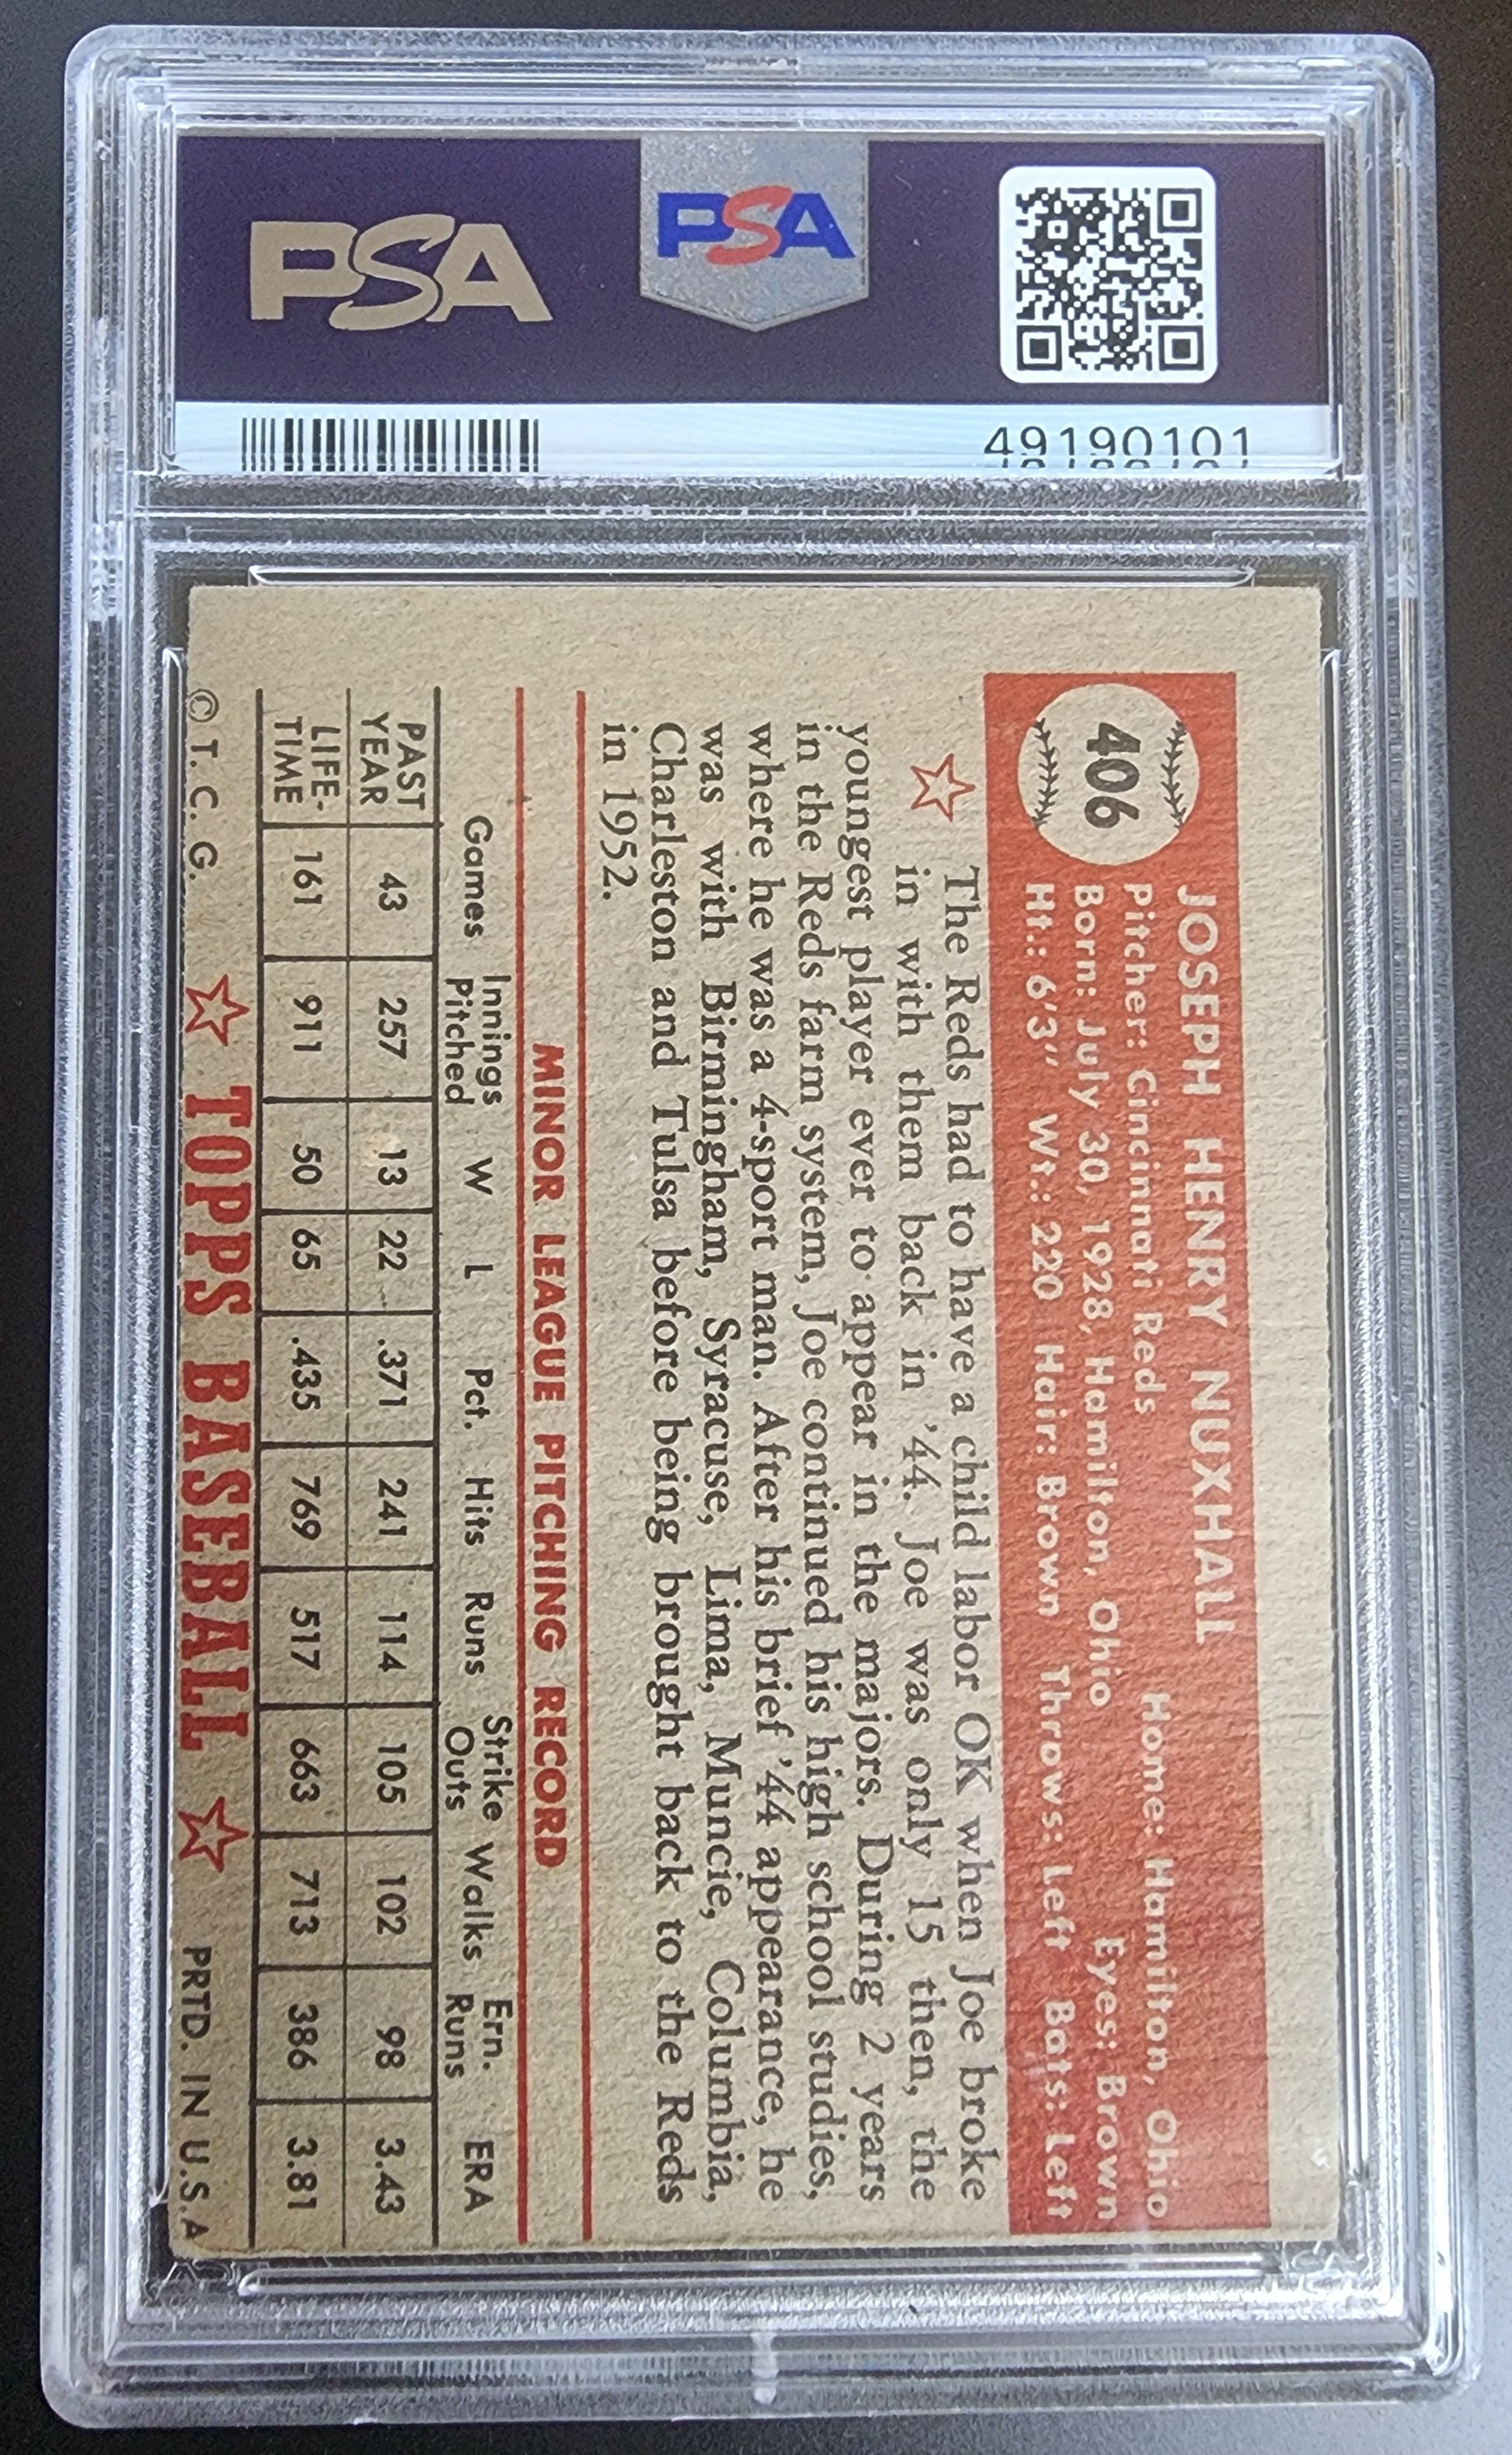 PSA
PSA
49190101
406
JOSEPH HENRY NUXHALL
Pitcher: Cincinnati Reds Home: Hamilton, Ohio
Born: July 30, 1928, Hamilton, Ohio Eyes: Brown
Ht.: 6'3" Wt.: 220 Hair: Brown Throws: Left Bats: Left
The Reds had to have a child labor OK when Joe broke
in with them back in '44. Joe was only 15 then, the
youngest player ever to appear in the majors. During 2 years
in the Reds farm system, Joe continued his high school studies,
where he was a 4-sport man. After his brief '44 appearance, he
was with Birmingham, Syracuse, Lima, Muncie, Columbia,
Charleston and Tulsa before being brought back to the Reds
in 1952.
MINOR LEAGUE PITCHING RECORD
Games Innings Pitched W L Pct. Hits Runs Strike Outs Walks Ern. Runs ERA
PAST YEAR 43 257 13 22 .371 241 114 105 102 98 3.43
LIFE-TIME 161 911 50 65 .435 769 517 663 713 386 3.81
© T. C. G. TOPPS BASEBALL PRTD. IN U.S.A